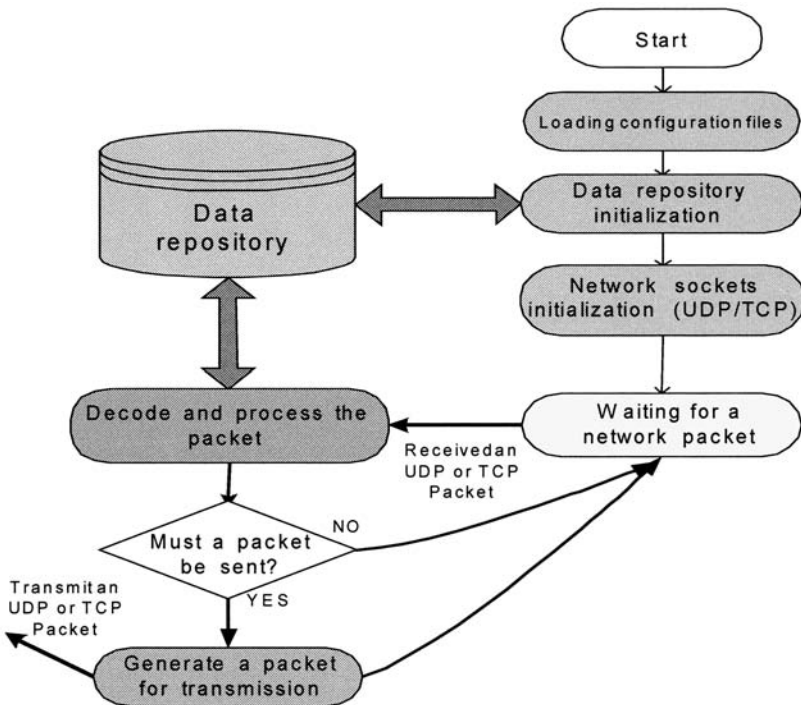 Start
Loading configuration files
Data repository
initialization
Data
repository
Network sockets
initialization (UDP/TCP)
Waiting for a
network packet
Decode and process the
packet
Receivedan
UDP or TCP
Packet
Must a packet
be sent?
NO
YES
Transmitan
UDP or TCP
Packet
Generate a packet
for transmission